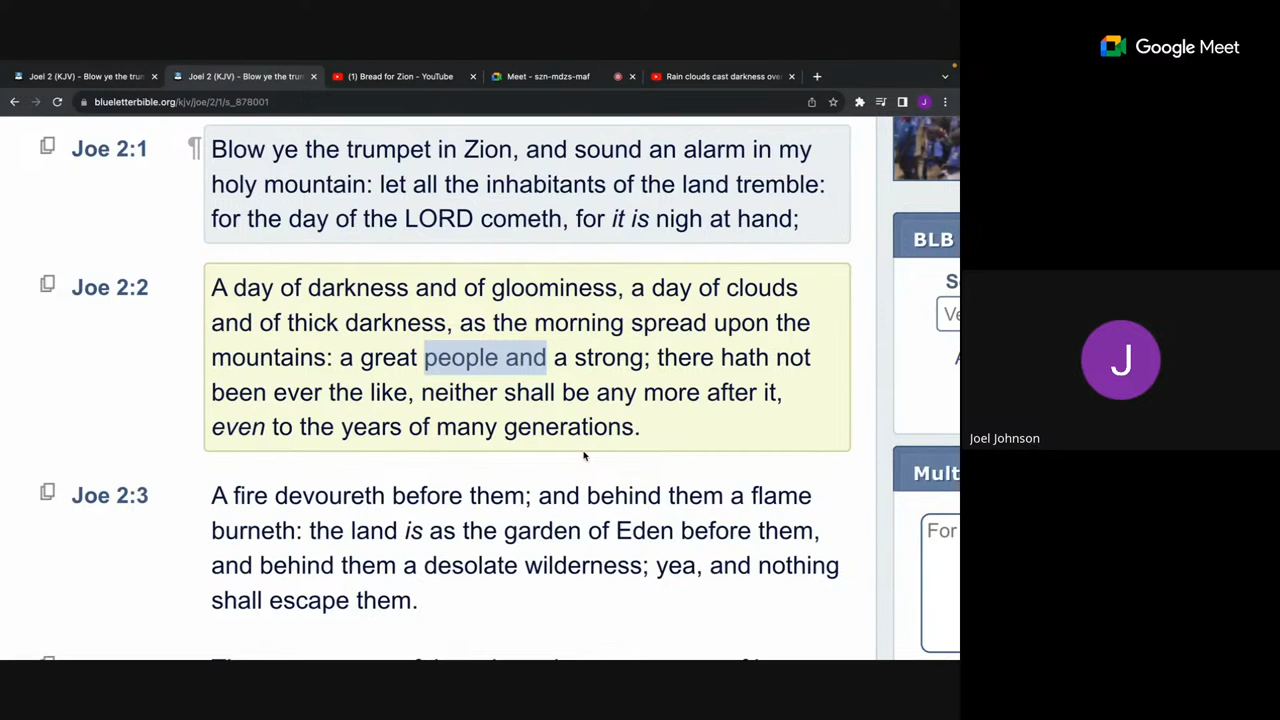 Google Meet
Joel 2 (KJV) - Blow ye the trun
Joel 2 (KJV) - Blow ye the trun
(1) Bread for Zion - YouTube
Meet - szn-mdzs-maf
Rain clouds cast darkness ove
blueletterbible.org/kjv/joe/2/1/s_878001
J
Joe 2:1
¶ Blow ye the trumpet in Zion, and sound an alarm in my
holy mountain: let all the inhabitants of the land tremble:
for the day of the LORD cometh, for it is nigh at hand;
Joe 2:2
A day of darkness and of gloominess, a day of clouds
and of thick darkness, as the morning spread upon the
mountains: a great people and a strong; there hath not
been ever the like, neither shall be any more after it,
even to the years of many generations.
Joe 2:3
A fire devoureth before them; and behind them a flame
burneth: the land is as the garden of Eden before them,
and behind them a desolate wilderness; yea, and nothing
shall escape them.
BLB
S
Ve
Mult
For
J
Joel Johnson